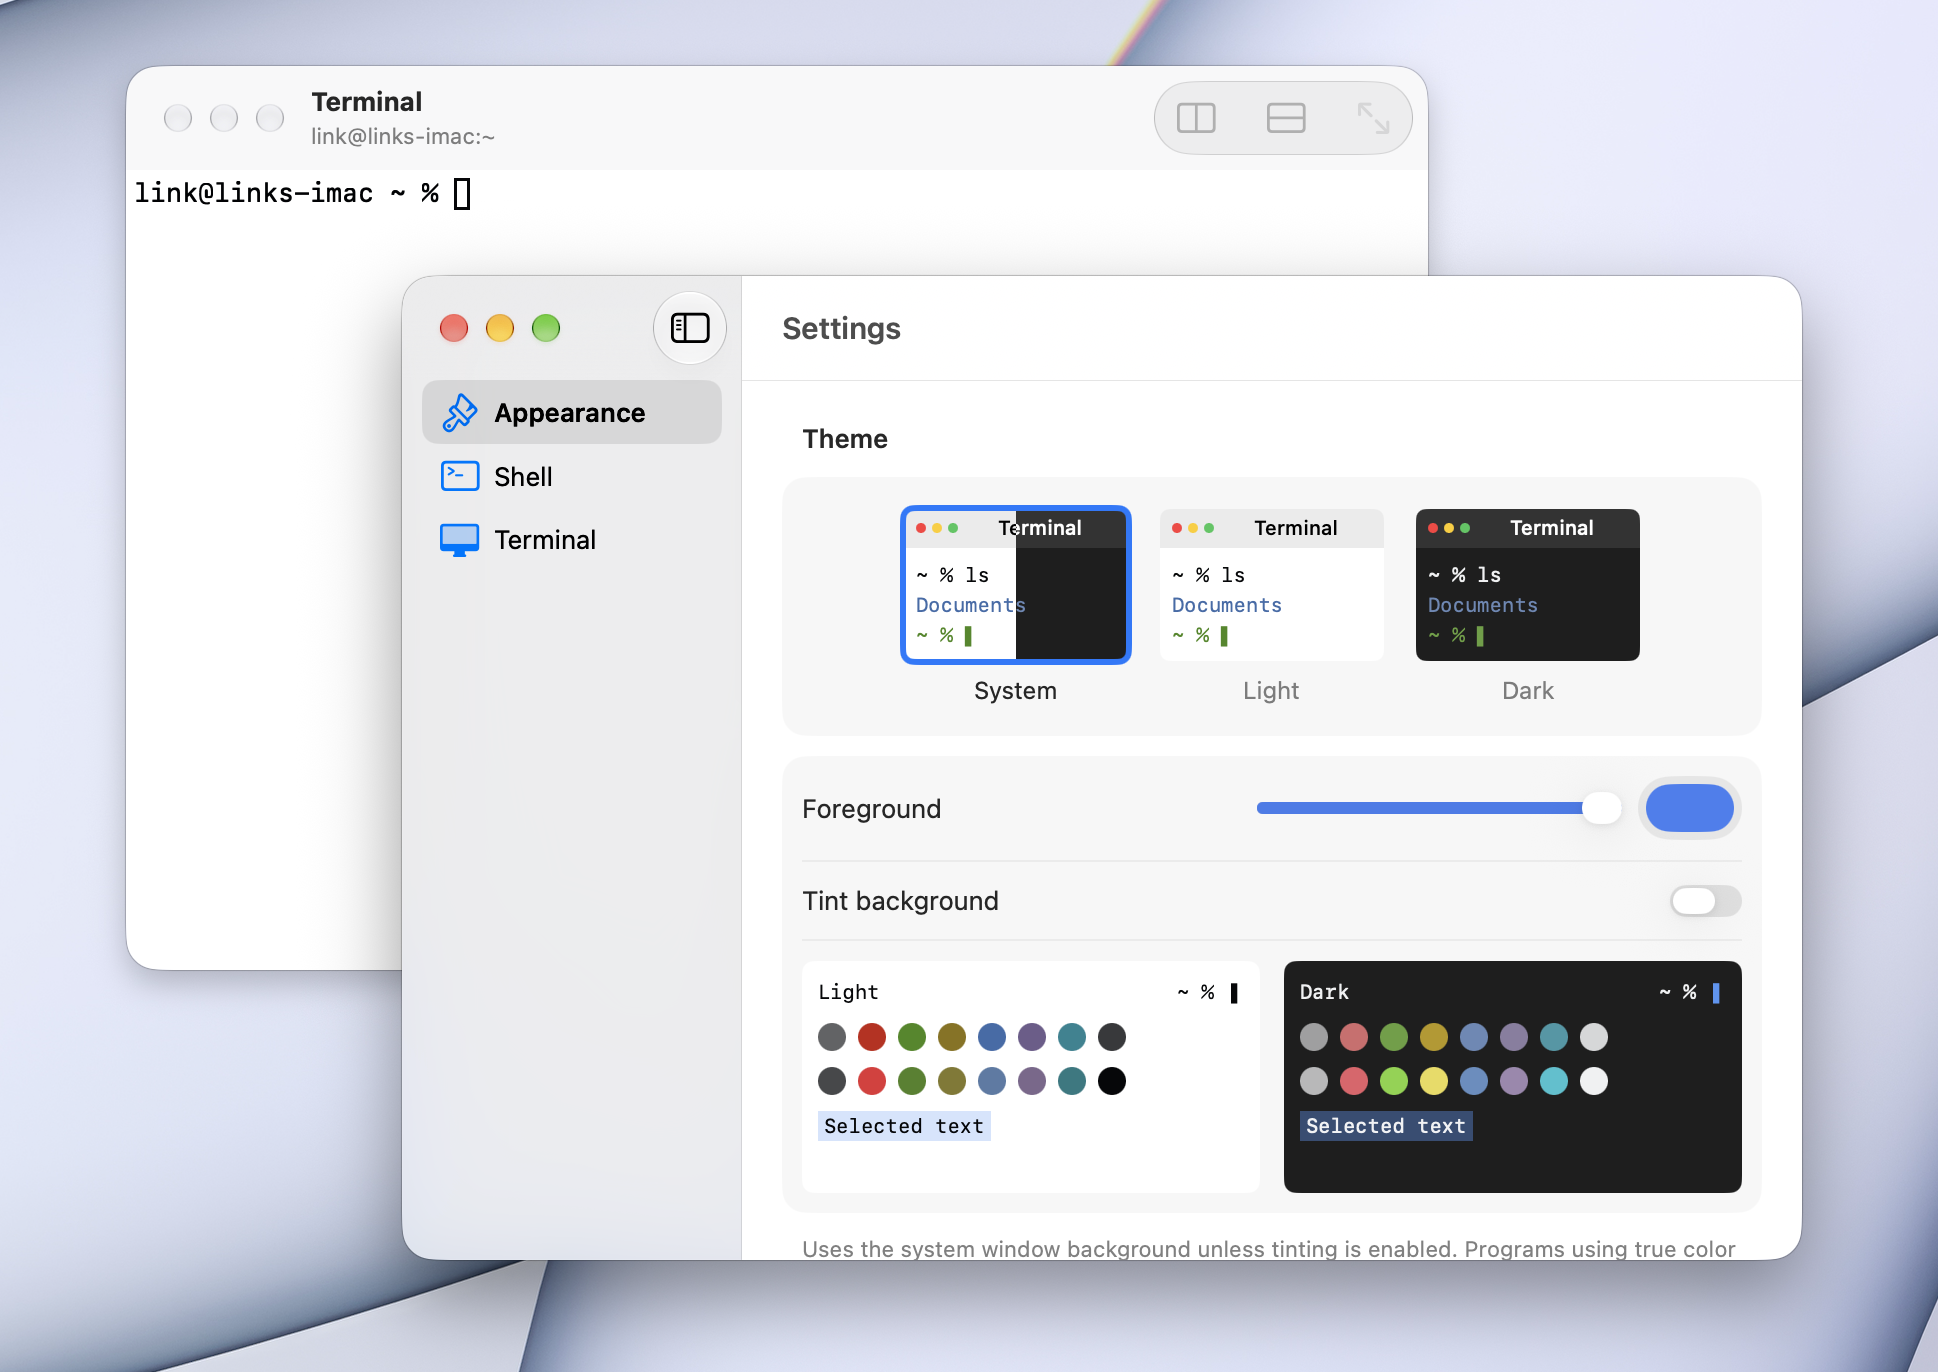 Terminal
link@links-imac:~
link@links-imac ~ %
Settings
Appearance
Shell
Terminal
Theme
Terminal
~ % ls
Documents
~ %
System
Terminal
~ % ls
Documents
~ %
Light
Terminal
~ % ls
Documents
~ %
Dark
Foreground
Tint background
Light ~ %
Selected text
Dark ~ %
Selected text
Uses the system window background unless tinting is enabled. Programs using true color